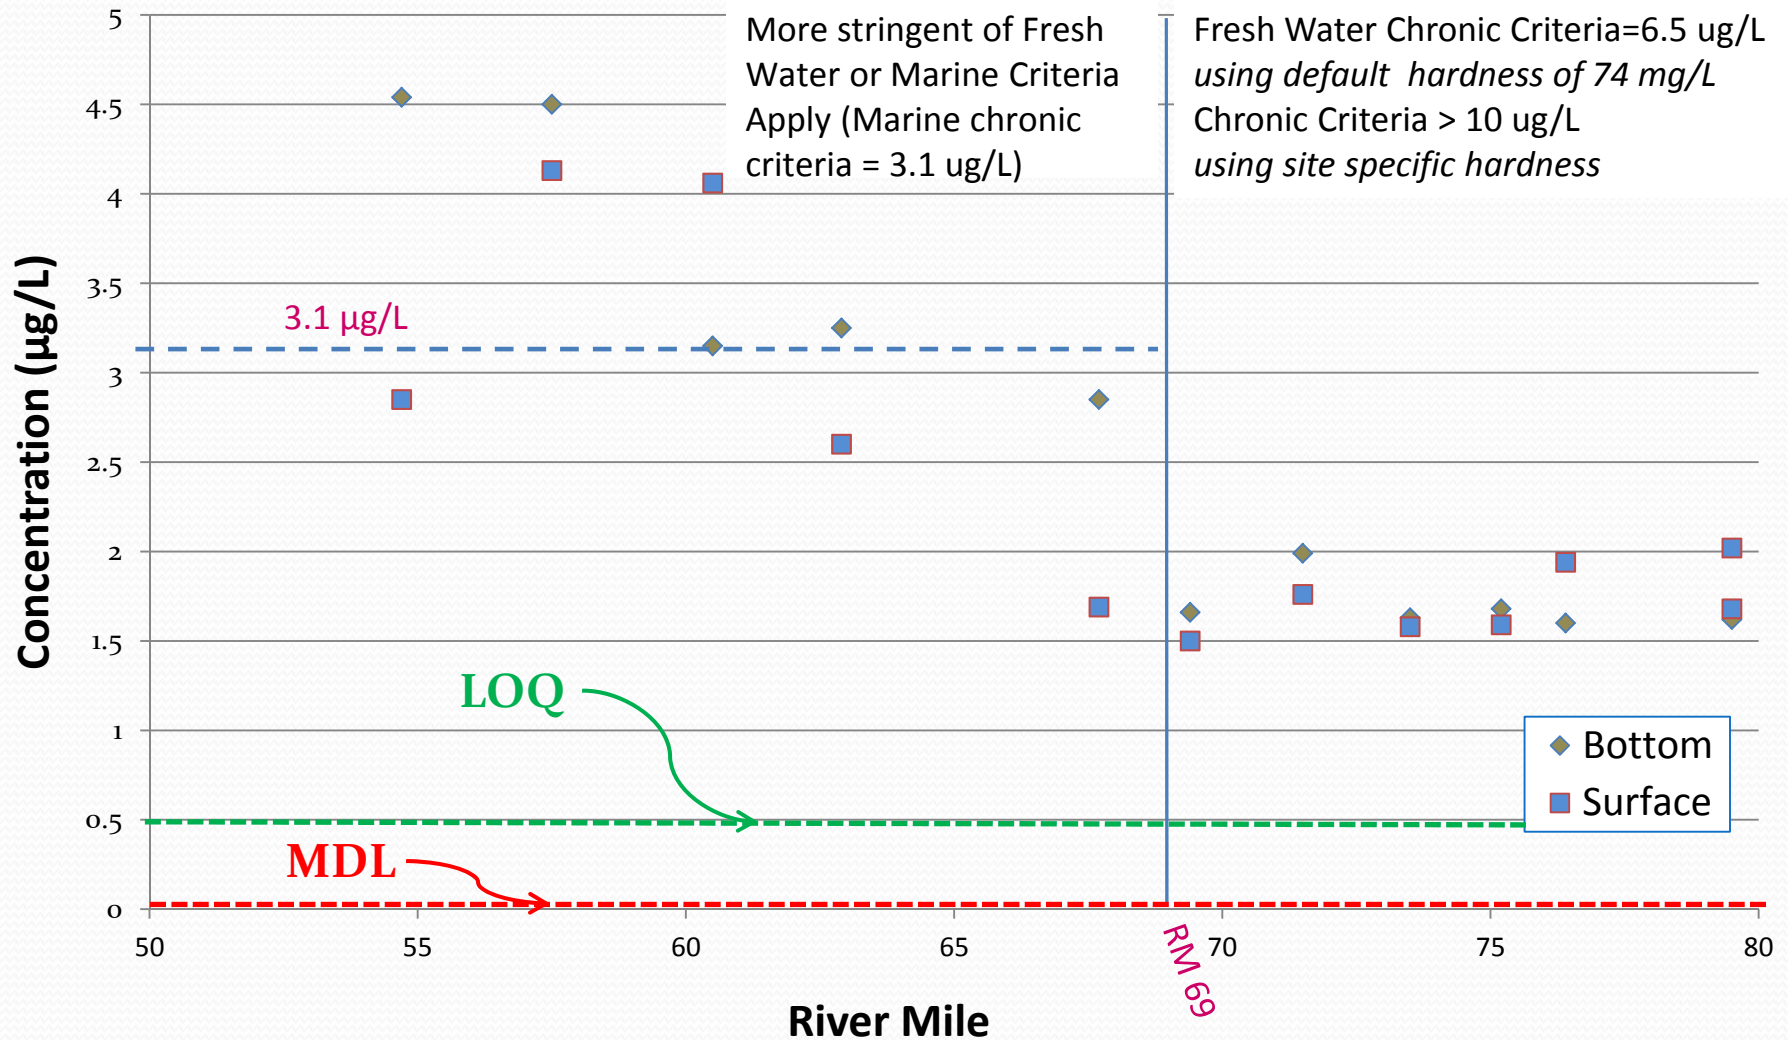 More stringent of Fresh
Water or Marine Criteria
Apply (Marine chronic
criteria = 3.1 ug/L)
Fresh Water Chronic Criteria=6.5 ug/L
using default hardness of 74 mg/L
Chronic Criteria > 10 ug/L
using site specific hardness
Concentration (µg/L)
5
4.5
4
3.5
3
2.5
2
1.5
1
0.5
0
3.1 µg/L
LOQ
MDL
Bottom
Surface
50
55
60
65
70
75
80
RM 69
River Mile